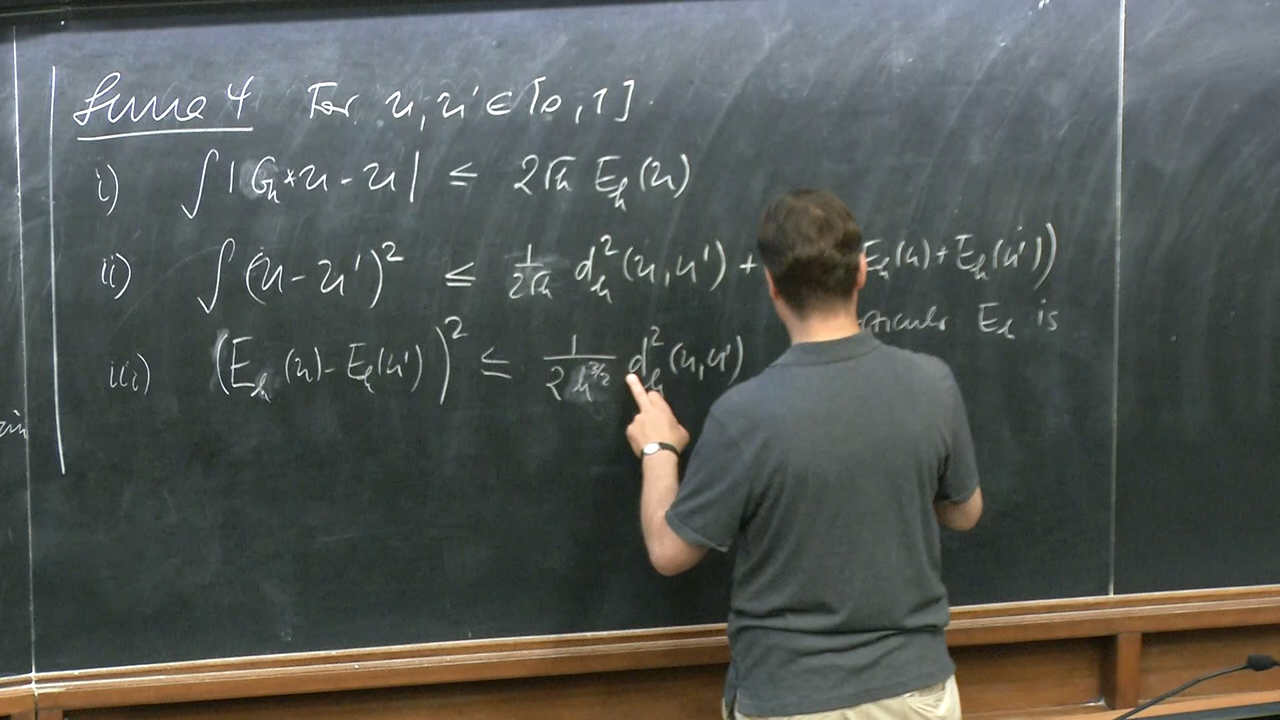 Lemma 4 For u, u' ∈ [0,1].
i) ∫ |G_h * u - u| ≤ 2√h E_h(u)
ii) ∫ (u - u')² ≤ 1/(2√h) d_h²(u,u') + E_h(u) + E_h(u'))
E_h is
iii) (E_h(u) - E_h(u'))² ≤ 1/(2 h^{3/2}) d_h²(u,u')